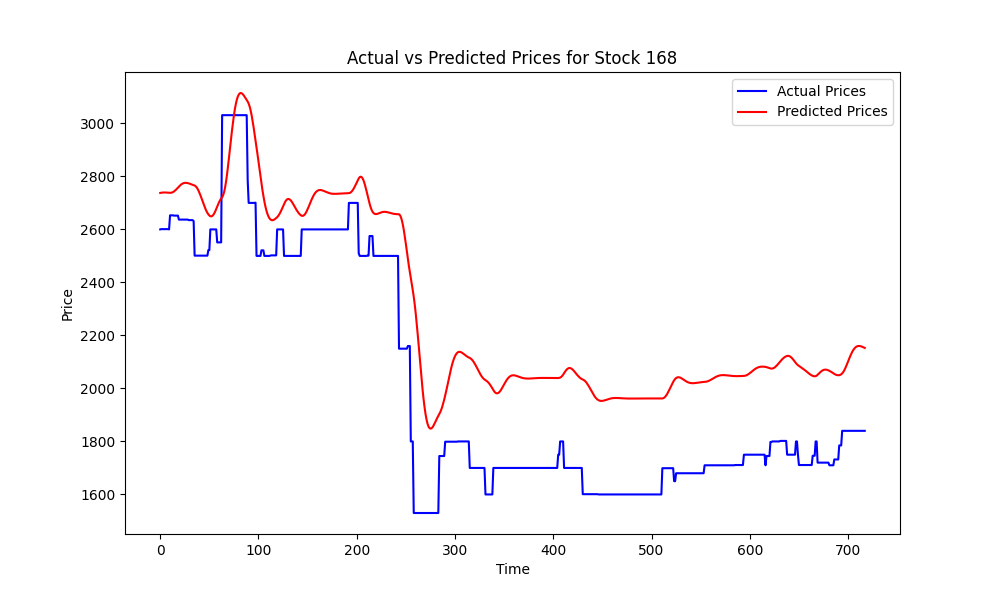 Actual vs Predicted Prices for Stock 168
Actual Prices
Predicted Prices
Price
3000
2800
2600
2400
2200
2000
1800
1600
0 100 200 300 400 500 600 700
Time